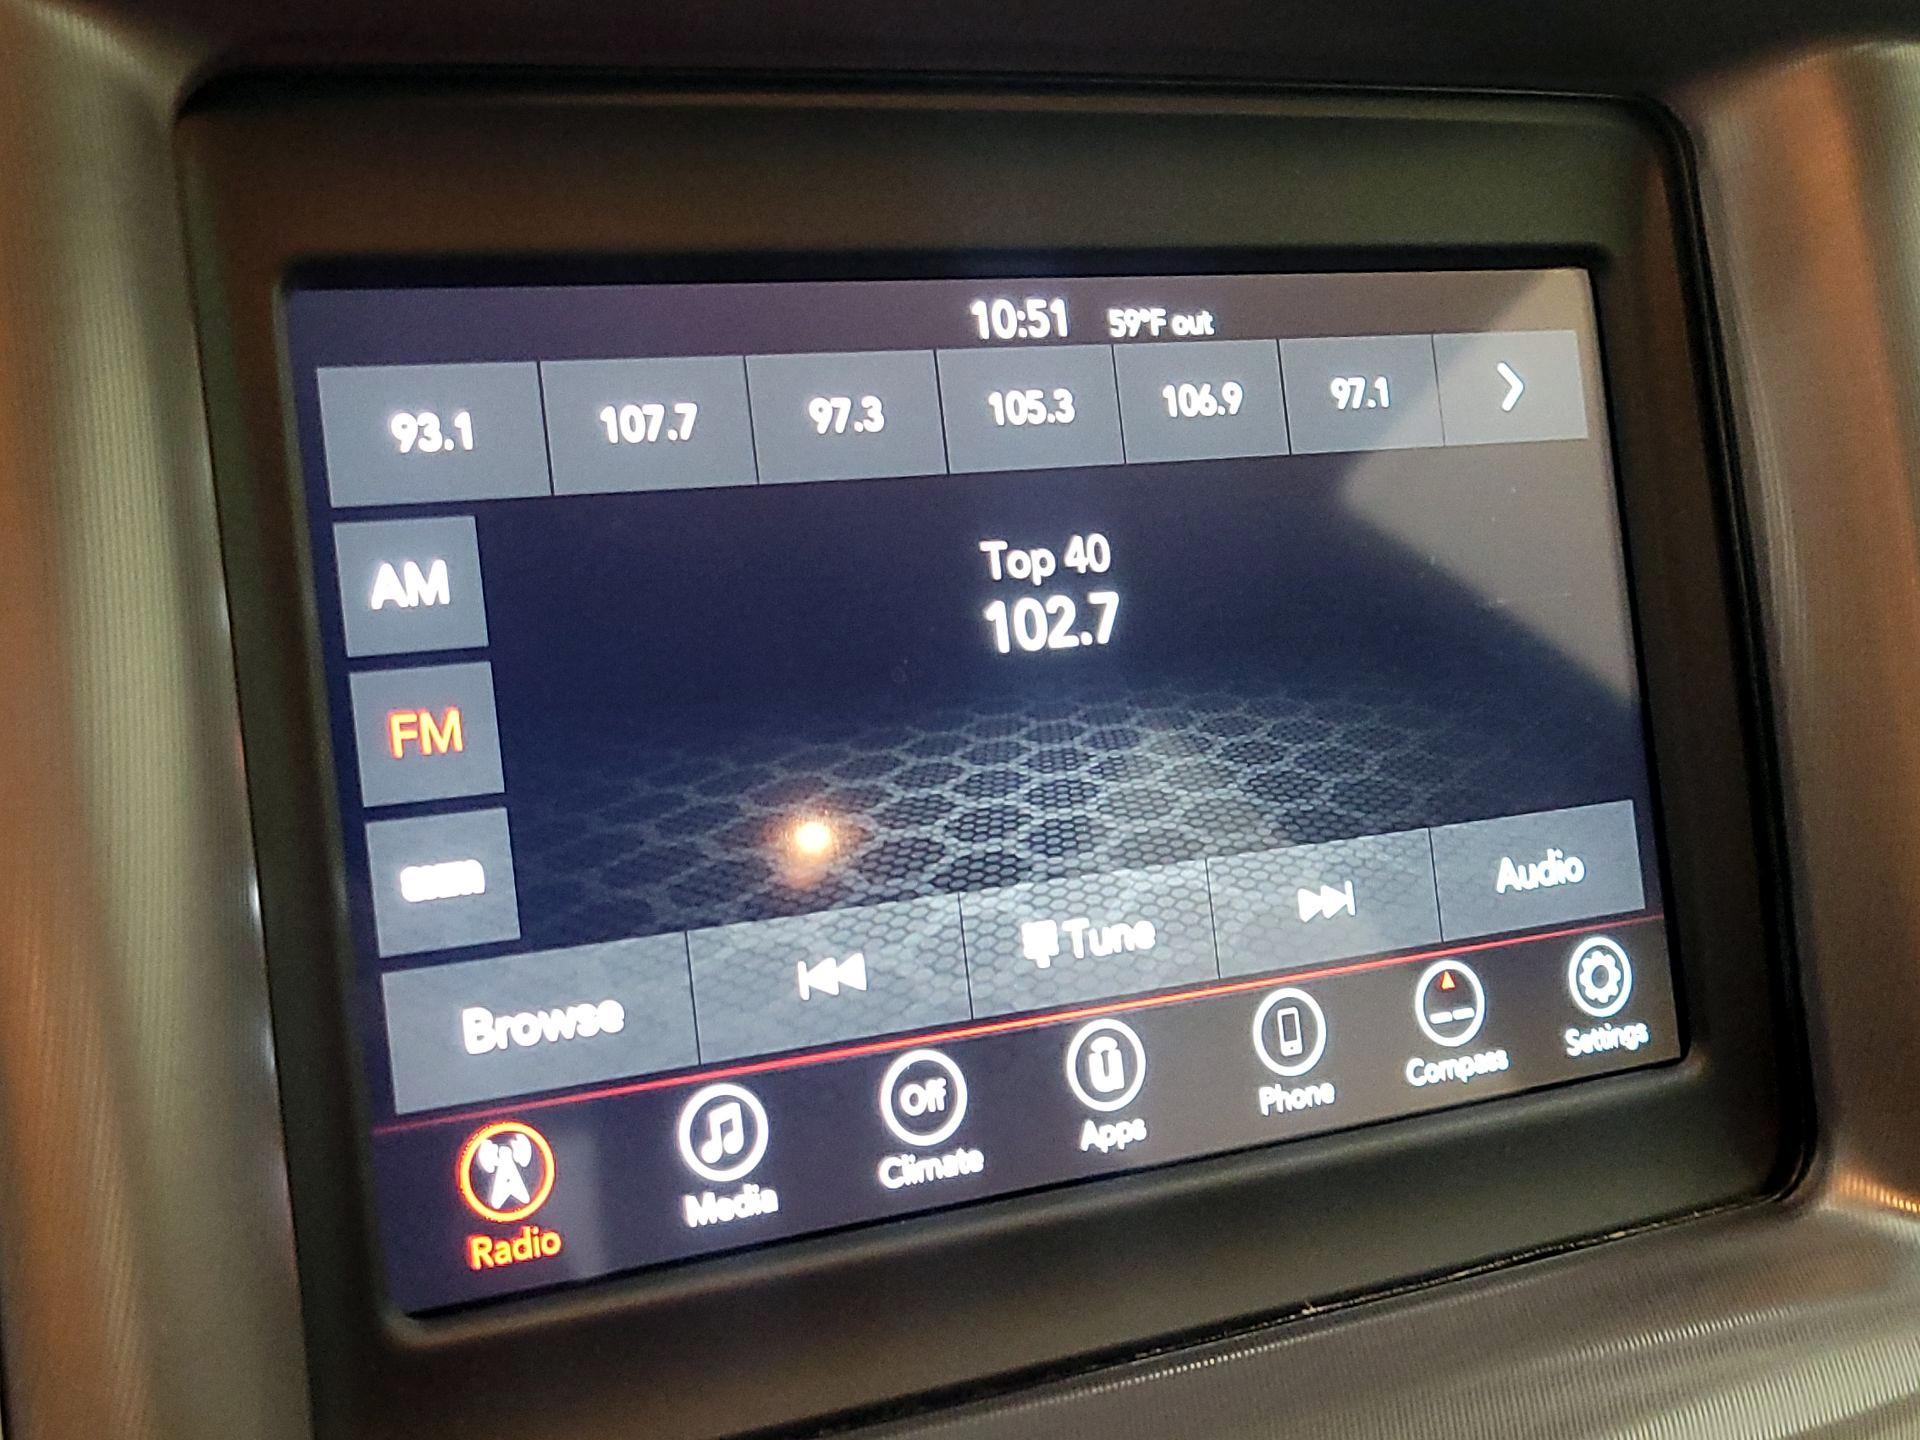 10:51 59°F out
93.1 107.7 97.3 105.3 106.9 97.1
AM
Top 40
102.7
FM
Browse Tune Audio
Radio Media Off Climate Apps Phone Compass Settings